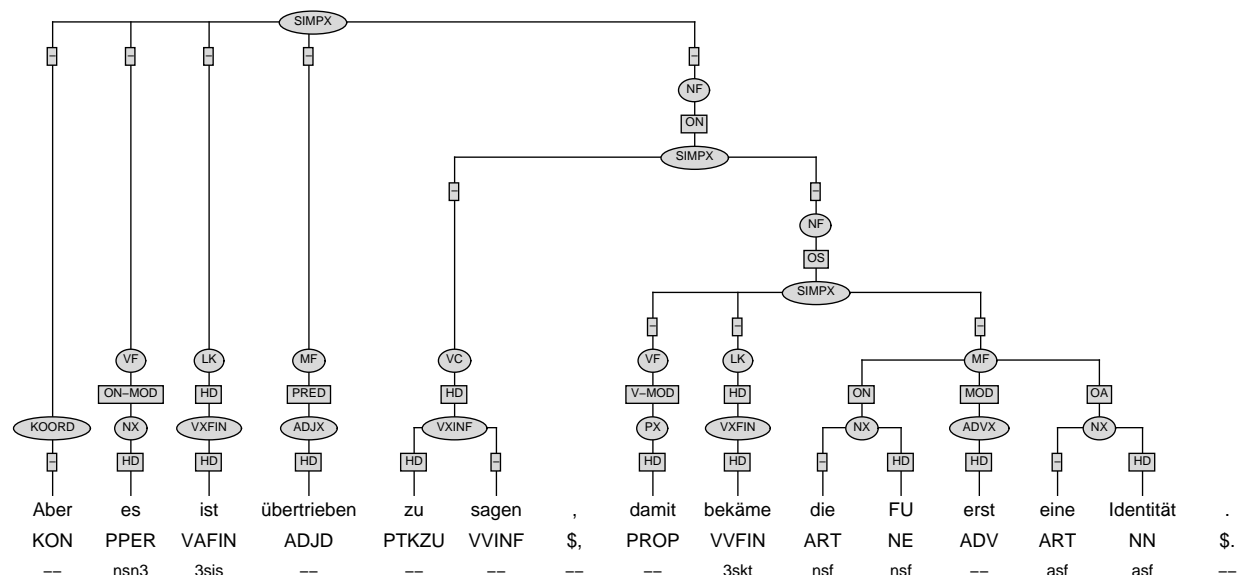 SIMPX
– – – – –
NF
ON
SIMPX
– –
NF
OS
SIMPX
– – –
VF LK MF VC VF LK MF
ON–MOD HD PRED HD V–MOD HD ON MOD OA
KOORD NX VXFIN ADJX VXINF PX VXFIN NX ADVX NX
– HD HD HD HD – HD HD – HD HD – HD
Aber es ist übertrieben zu sagen , damit bekäme die FU erst eine Identität .
KON PPER VAFIN ADJD PTKZU VVINF $, PROP VVFIN ART NE ADV ART NN $.
–– nsn3 3sis –– –– –– –– –– 3skt nsf nsf –– asf asf ––